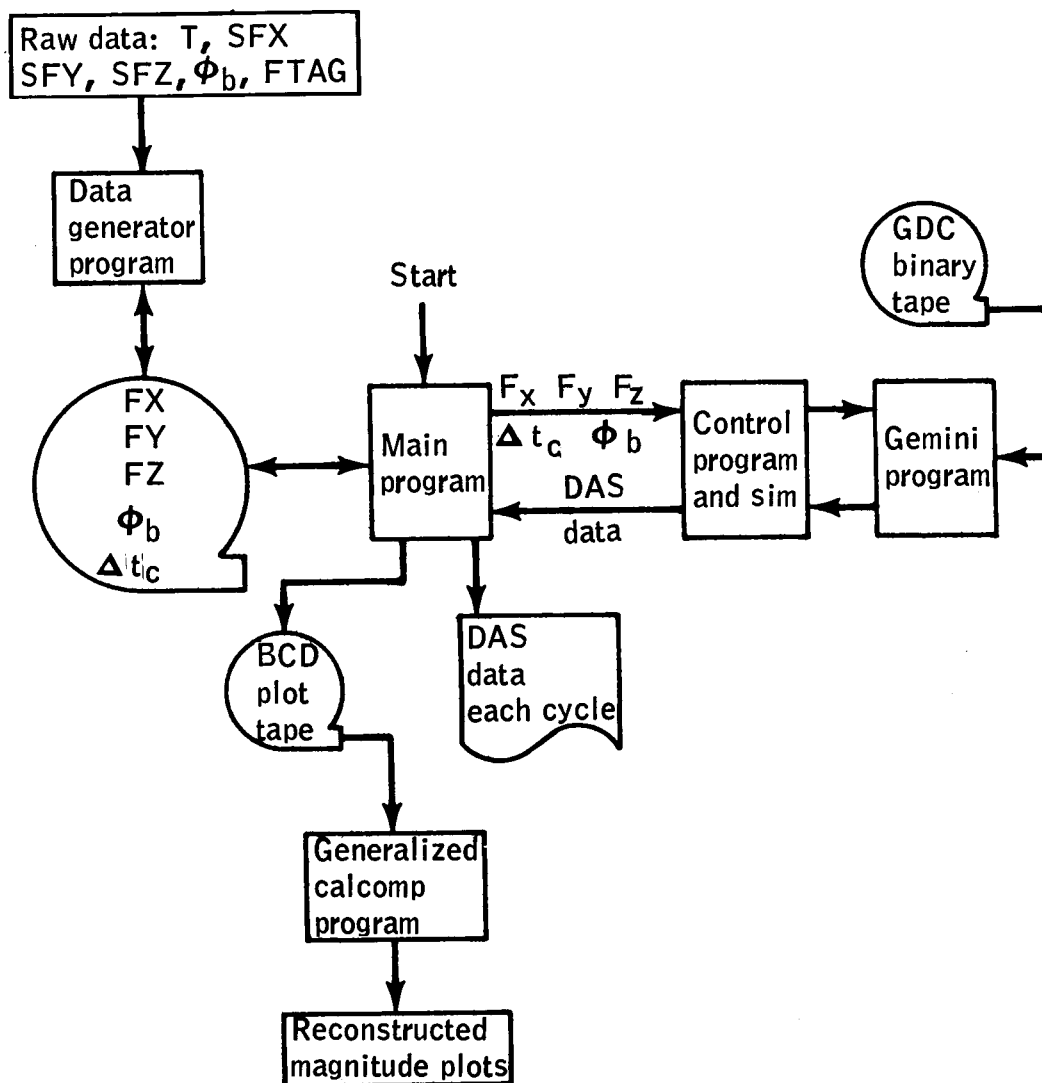 Raw data: T, SFX
SFY, SFZ, ϕb, FTAG
Data
generator
program
GDC
binary
tape
Start
FX
FY
FZ
ϕb
Δtc
Main
program
Fx Fy Fz
Δtc ϕb
DAS
data
Control
program
and sim
Gemini
program
BCD
plot
tape
DAS
data
each cycle
Generalized
calcomp
program
Reconstructed
magnitude plots